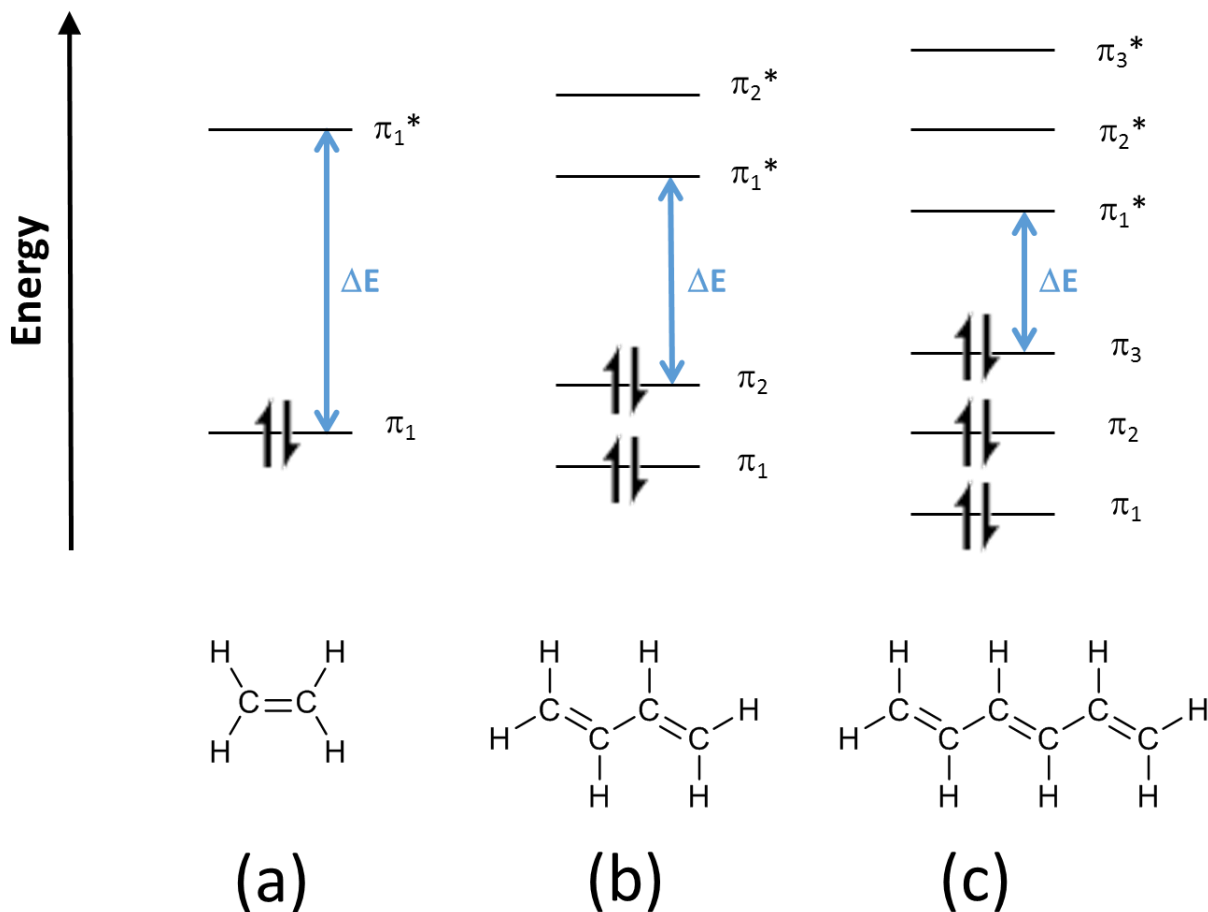 Energy
π₁*
ΔE
π₁
π₂*
π₁*
ΔE
π₂
π₁
π₃*
π₂*
π₁*
ΔE
π₃
π₂
π₁
H H
C=C
H H
H H H
C C
H C C
H H
H H H H
C C C
H C C C
H H H
(a) (b) (c)